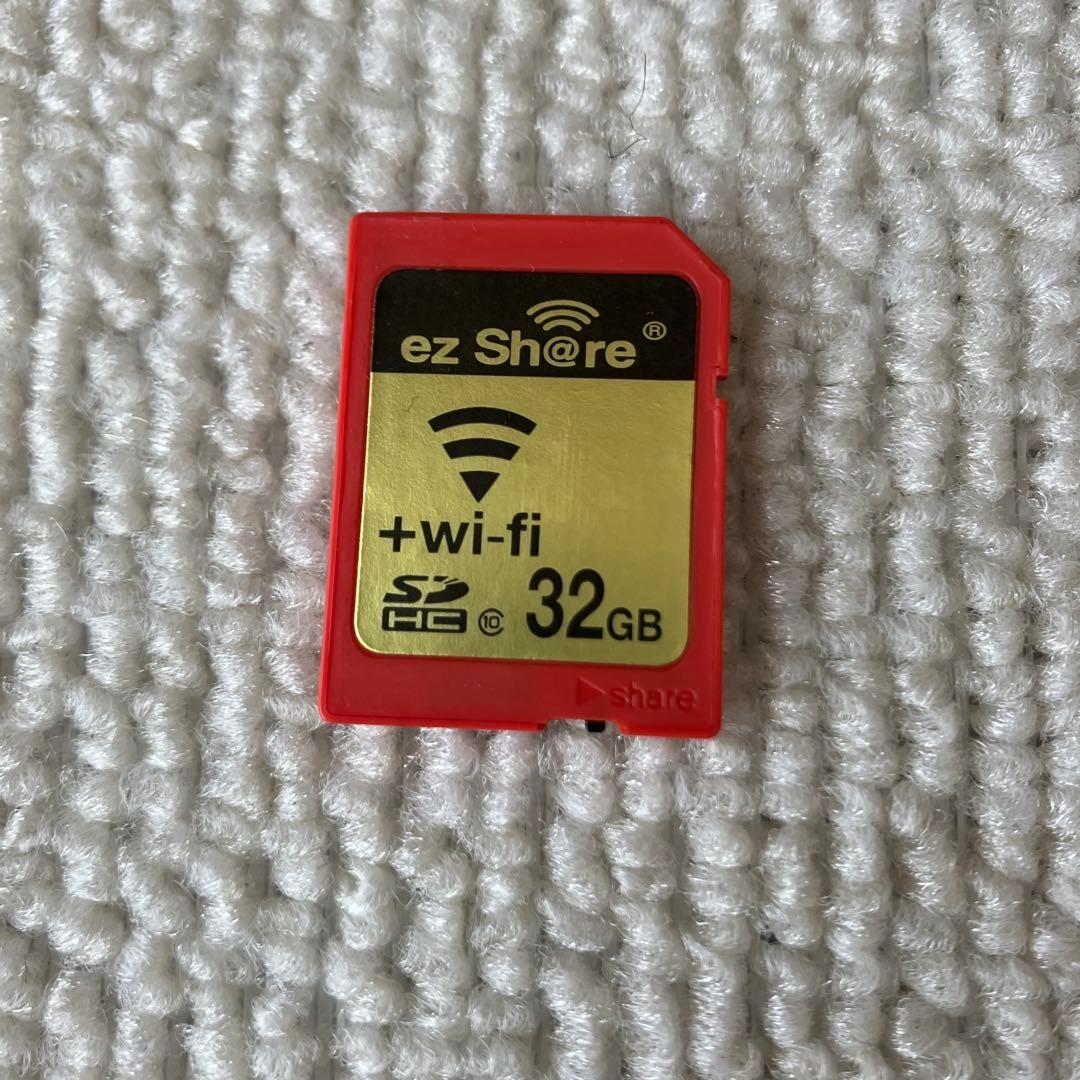 ez Sh@re®
+wi-fi
SD HC 10 32GB
share